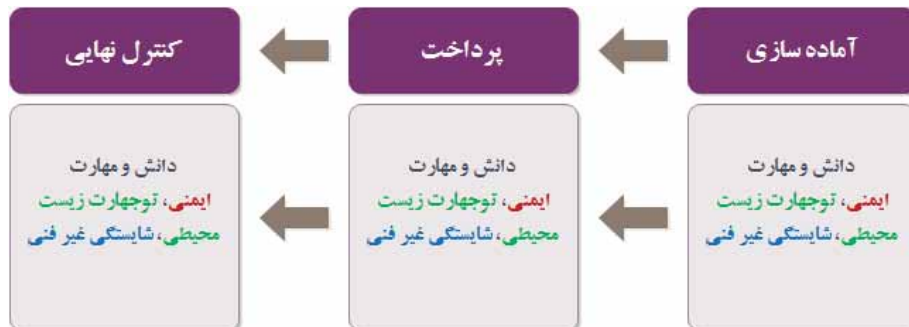 آماده سازی
پرداخت
کنترل نهایی
دانش و مهارت
ایمنی، توجهارت زیست
محیطی، شایستگی غیر فنی
دانش و مهارت
ایمنی، توجهارت زیست
محیطی، شایستگی غیر فنی
دانش و مهارت
ایمنی، توجهارت زیست
محیطی، شایستگی غیر فنی